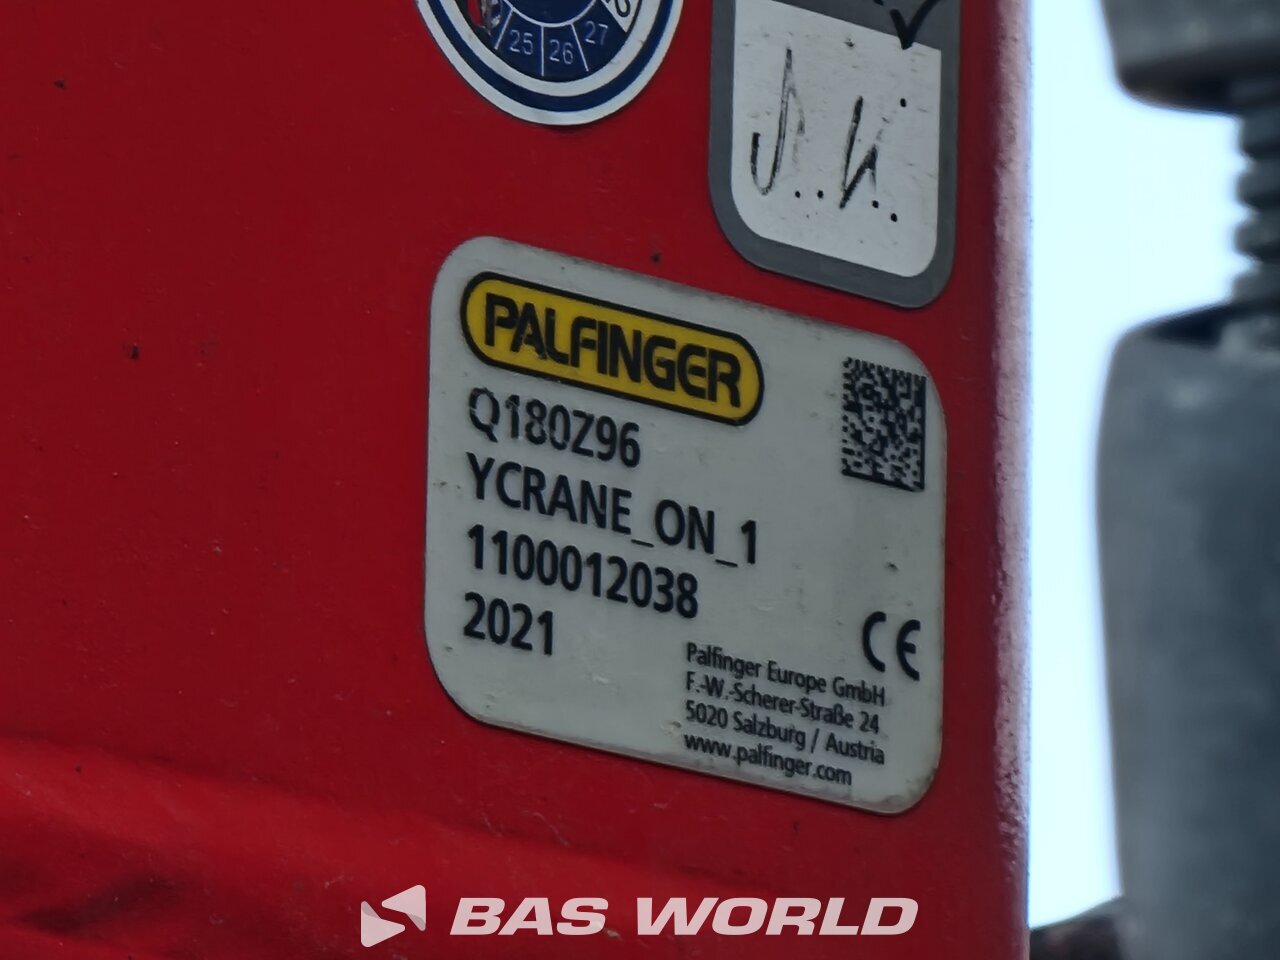 25 26 27
PALFINGER
Q180Z96
YCRANE_ON_1
1100012038
2021
CE
Palfinger Europe GmbH
F.-W.-Scherer-Straße 24
5020 Salzburg / Austria
www.palfinger.com
BAS WORLD